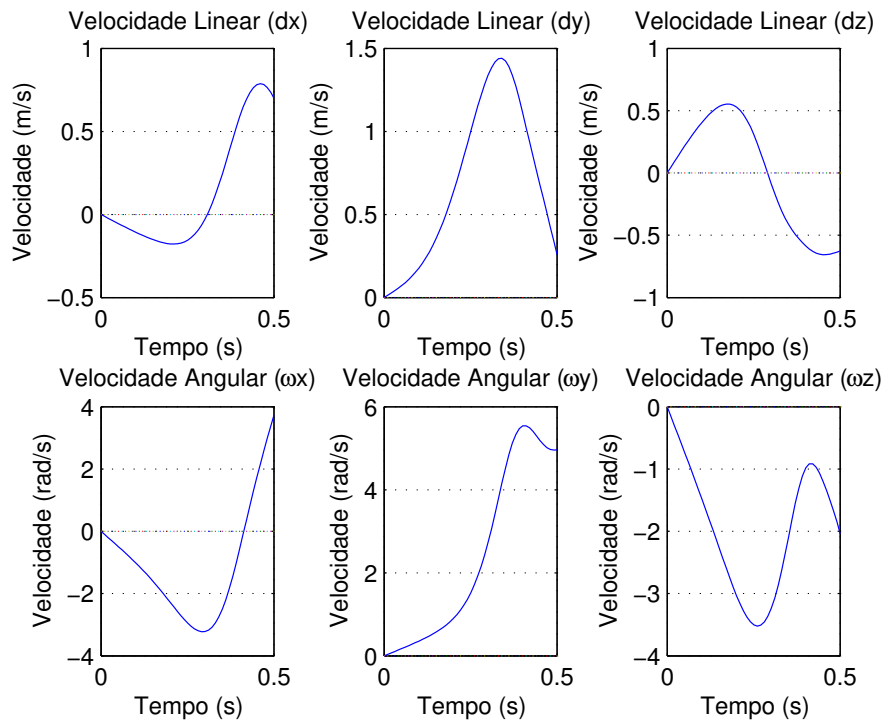 Velocidade Linear (dx)
Velocidade (m/s)
1
0.5
0
−0.5
0
0.5
Tempo (s)
Velocidade Linear (dy)
Velocidade (m/s)
1.5
1
0.5
0
0
0.5
Tempo (s)
Velocidade Linear (dz)
Velocidade (m/s)
1
0.5
0
−0.5
−1
0
0.5
Tempo (s)
Velocidade Angular (ωx)
Velocidade (rad/s)
4
2
0
−2
−4
0
0.5
Tempo (s)
Velocidade Angular (ωy)
Velocidade (rad/s)
6
4
2
0
0
0.5
Tempo (s)
Velocidade Angular (ωz)
Velocidade (rad/s)
0
−1
−2
−3
−4
0
0.5
Tempo (s)